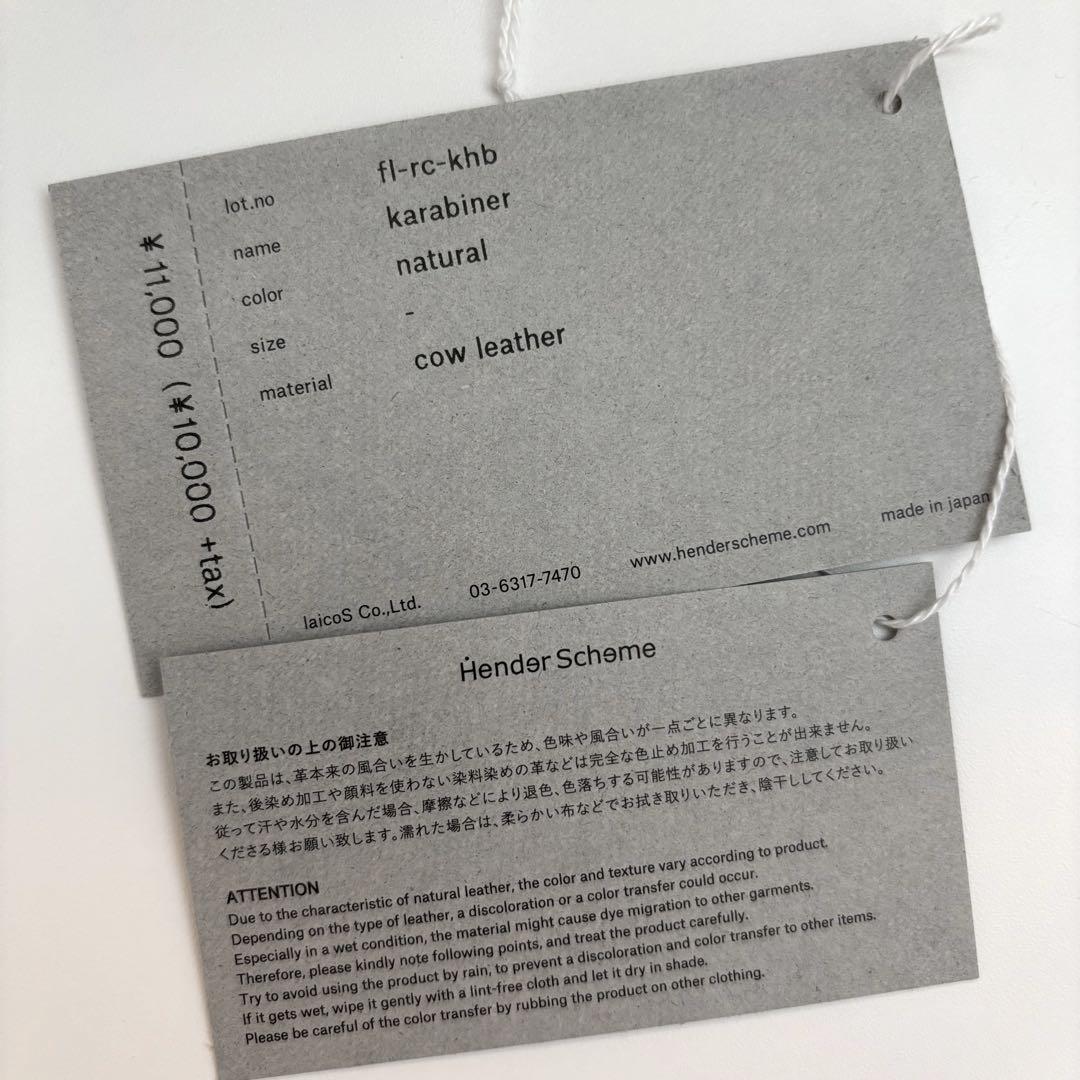 lot.no fl-rc-khb
name karabiner
color natural
size -
material cow leather
¥11,000 (¥10,000 +tax)
laicoS Co.,Ltd. 03-6317-7470 www.henderscheme.com made in japan
Hender Scheme
お取り扱いの上の御注意
この製品は、革本来の風合いを生かしているため、色味や風合いが一点ごとに異なります。
また、後染め加工や顔料を使わない染料染めの革などは完全な色止め加工を行うことが出来ません。
従って汗や水分を含んだ場合、摩擦などにより退色、色落ちする可能性がありますので、注意してお取り扱い
くださる様お願い致します。濡れた場合は、柔らかい布などでお拭き取りいただき、陰干ししてください。
ATTENTION
Due to the characteristic of natural leather, the color and texture vary according to product.
Depending on the type of leather, a discoloration or a color transfer could occur.
Especially in a wet condition, the material might cause dye migration to other garments.
Therefore, please kindly note following points, and treat the product carefully.
Try to avoid using the product by rain, to prevent a discoloration and color transfer to other items.
If it gets wet, wipe it gently with a lint-free cloth and let it dry in shade.
Please be careful of the color transfer by rubbing the product on other clothing.